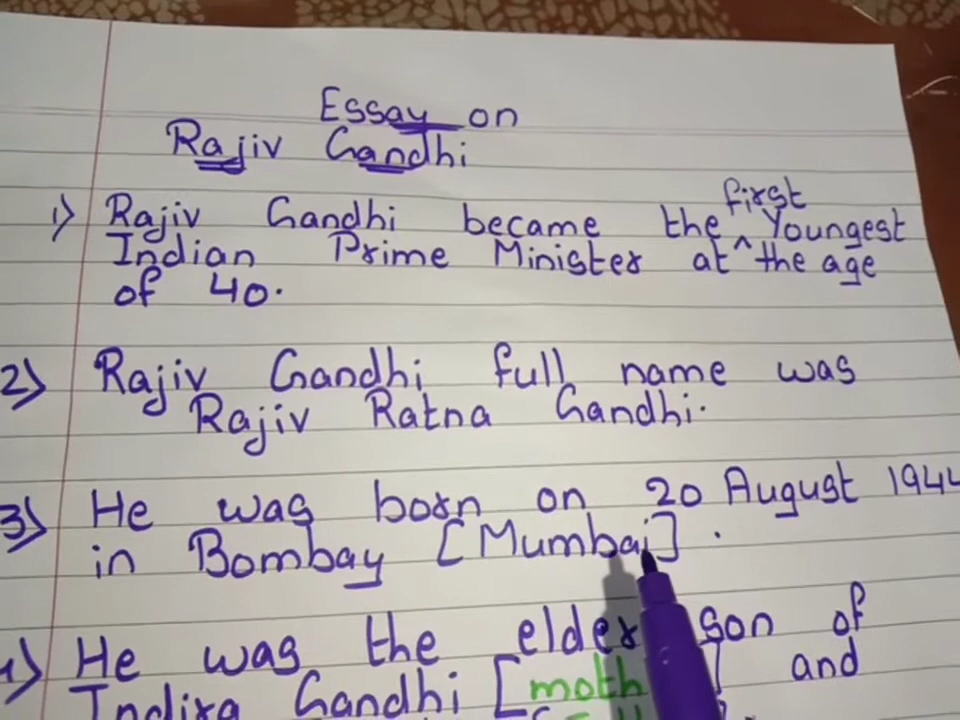 Essay on
Rajiv Gandhi
1) Rajiv Gandhi became the first Youngest
Indian Prime Minister at ^ the age
of 40.
2) Rajiv Gandhi full name was
Rajiv Ratna Gandhi.
3) He was born on 20 August 1944
in Bombay [Mumbai].
4) He was the elder son of
Indira Gandhi [moth ] and